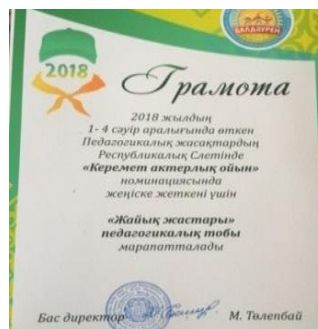 БАЛДӘУРЕН
2018
Грамота
2018 жылдың
1- 4 сәуір аралығында өткен
Педагогикалық жасақтардың
Республикалық Слетінде
«Керемет актерлық ойын»
номинациясында
жеңіске жеткені үшін
«Жайық жастары»
педагогикалық тобы
марапатталады
Бас директор М. Төлепбай